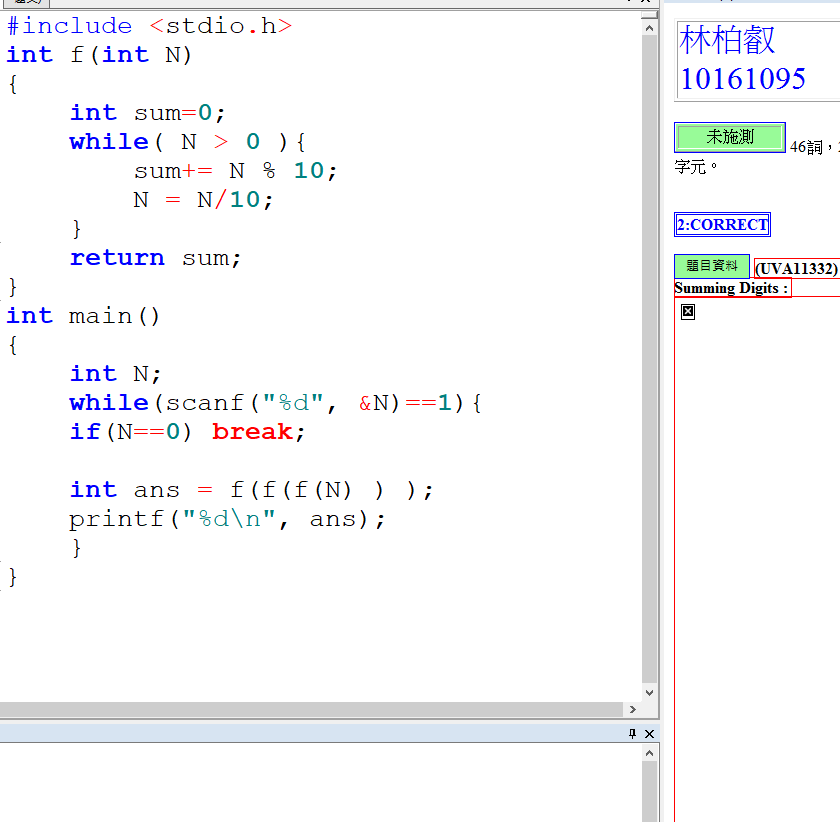 #include <stdio.h>
int f(int N)
{
    int sum=0;
    while( N > 0 ){
        sum+= N % 10;
        N = N/10;
    }
    return sum;
}
int main()
{
    int N;
    while(scanf("%d", &N)==1){
    if(N==0) break;
    int ans = f(f(f(N) ) );
    printf("%d\n", ans);
    }
}
林柏叡
10161095
未施測 46詞，
字元。
2:CORRECT
題目資料 (UVA11332)
Summing Digits :